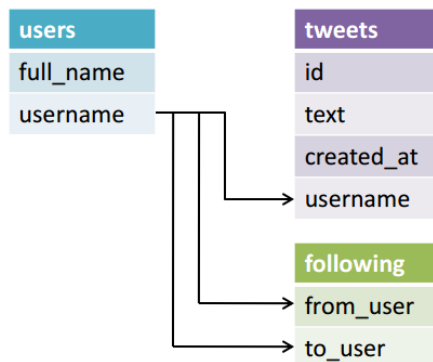 users
full_name
username
tweets
id
text
created_at
username
following
from_user
to_user